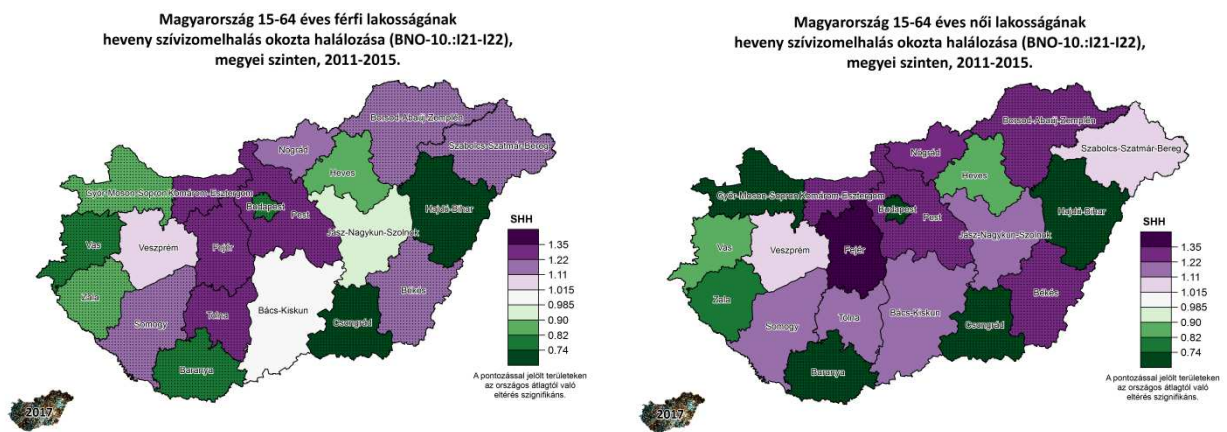 Magyarország 15-64 éves férfi lakosságának
heveny szívizomelhalás okozta halálozása (BNO-10.:I21-I22),
megyei szinten, 2011-2015.
Borsod-Abaúj-Zemplén
Szabolcs-Szatmár-Bereg
Nógrád
Heves
Győr-Moson-Sopron
Komárom-Esztergom
Budapest
Pest
Hajdú-Bihar
Jász-Nagykun-Szolnok
Vas
Veszprém
Fejér
Zala
Somogy
Tolna
Bács-Kiskun
Békés
Csongrád
Baranya
SHH
1.35
1.22
1.11
1.015
0.985
0.90
0.82
0.74
A pontozással jelölt területeken
az országos átlagtól való
eltérés szignifikáns.
2017
Magyarország 15-64 éves női lakosságának
heveny szívizomelhalás okozta halálozása (BNO-10.:I21-I22),
megyei szinten, 2011-2015.
Borsod-Abaúj-Zemplén
Szabolcs-Szatmár-Bereg
Nógrád
Heves
Győr-Moson-Sopron
Komárom-Esztergom
Budapest
Pest
Hajdú-Bihar
Jász-Nagykun-Szolnok
Vas
Veszprém
Fejér
Zala
Somogy
Tolna
Bács-Kiskun
Békés
Csongrád
Baranya
SHH
1.35
1.22
1.11
1.015
0.985
0.90
0.82
0.74
A pontozással jelölt területeken
az országos átlagtól való
eltérés szignifikáns.
2017